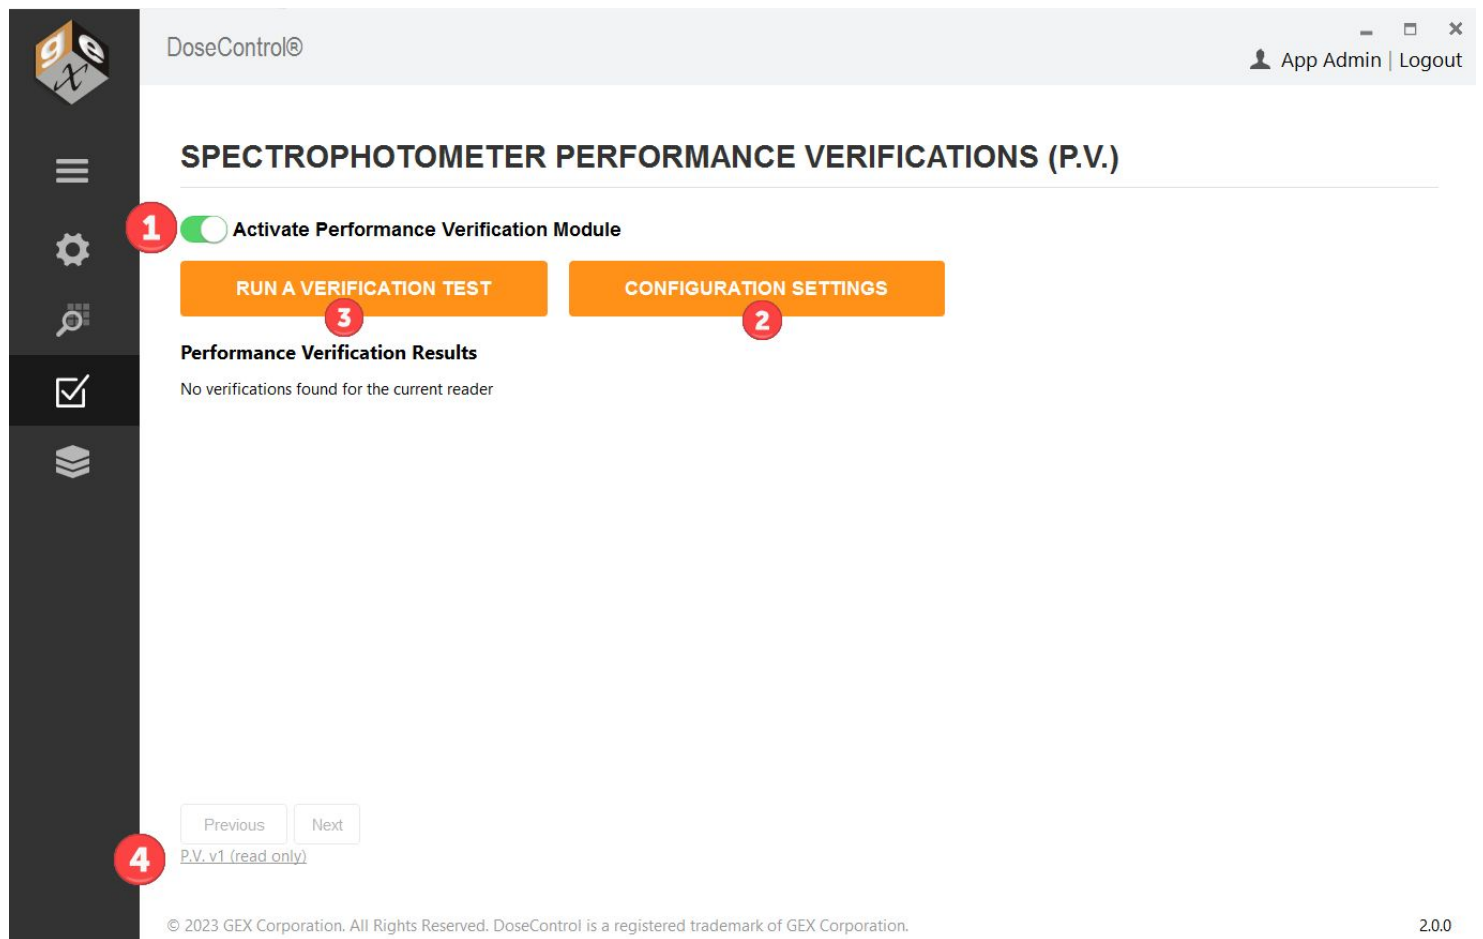 gex
DoseControl®
App Admin | Logout
SPECTROPHOTOMETER PERFORMANCE VERIFICATIONS (P.V.)
1
Activate Performance Verification Module
RUN A VERIFICATION TEST
CONFIGURATION SETTINGS
3
2
Performance Verification Results
No verifications found for the current reader
Previous
Next
4
P.V. v1 (read only)
© 2023 GEX Corporation. All Rights Reserved. DoseControl is a registered trademark of GEX Corporation.
2.0.0